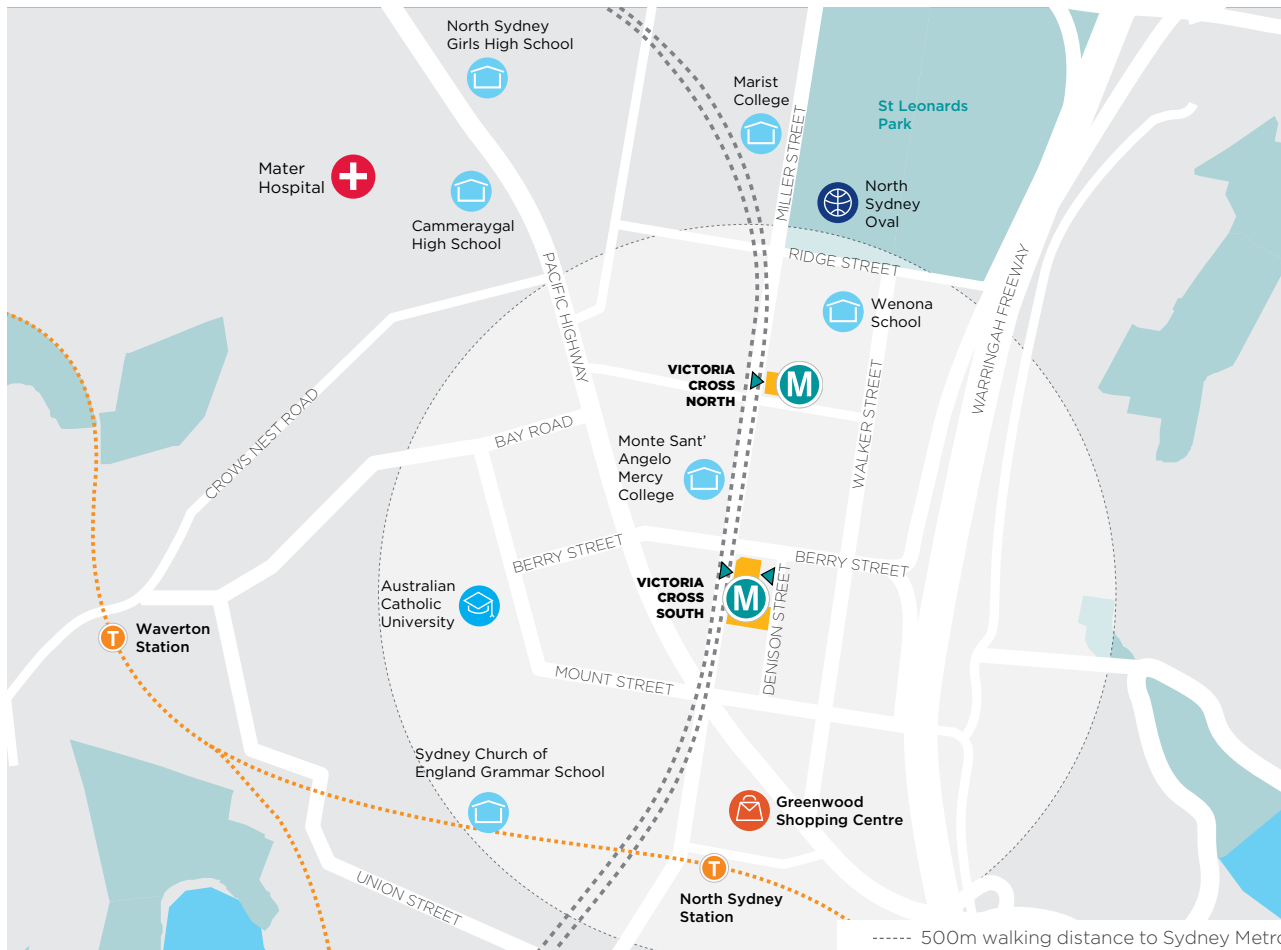 North Sydney
Girls High School
Marist
College
St Leonards
Park
MILLER STREET
Mater
Hospital
North
Sydney
Oval
Cammeraygal
High School
RIDGE STREET
PACIFIC HIGHWAY
WARRINGAH FREEWAY
Wenona
School
VICTORIA
CROSS
NORTH
M
CROWS NEST ROAD
BAY ROAD
WALKER STREET
Monte Sant’
Angelo
Mercy
College
BERRY STREET
BERRY STREET
VICTORIA
CROSS
SOUTH
M
DENISON STREET
Australian
Catholic
University
T
Waverton
Station
MOUNT STREET
Sydney Church of
England Grammar School
Greenwood
Shopping Centre
T
North Sydney
Station
UNION STREET
500m walking distance to Sydney Metro